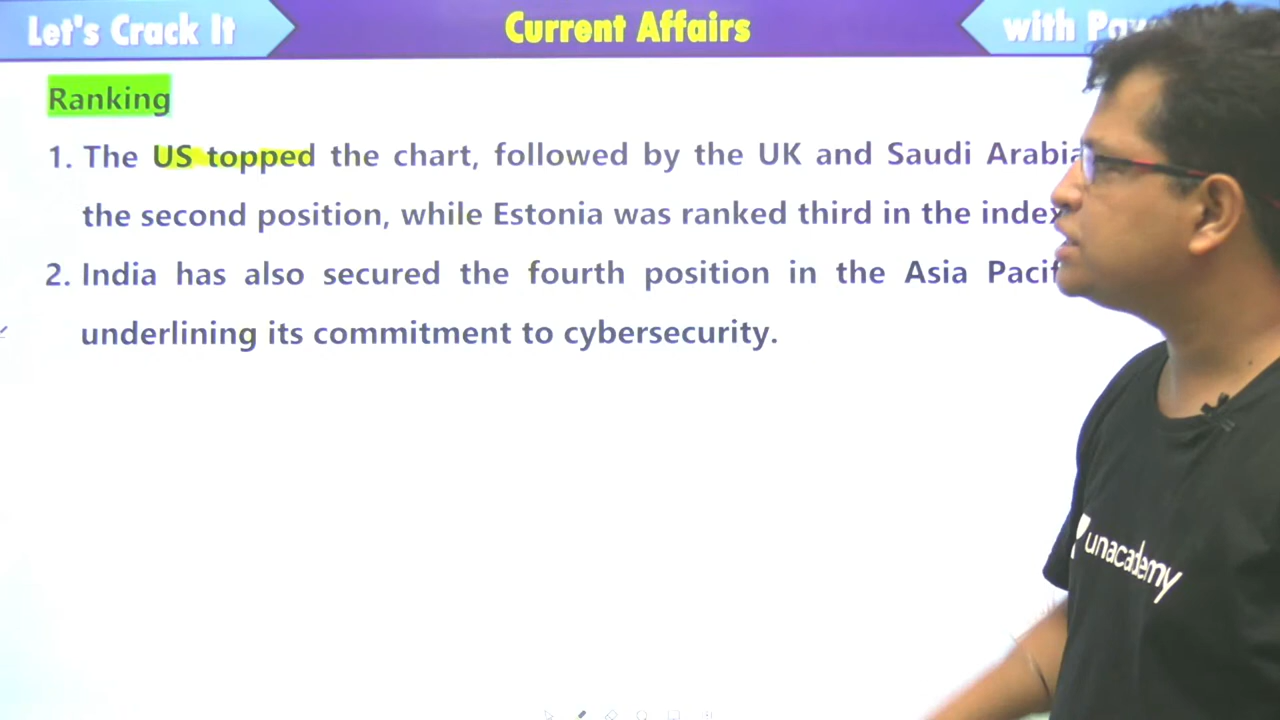 Let's Crack It
Current Affairs
with
Ranking
1. The US topped the chart, followed by the UK and Saudi Arabia
the second position, while Estonia was ranked third in the index
2. India has also secured the fourth position in the Asia
underlining its commitment to cybersecurity.
unacademy